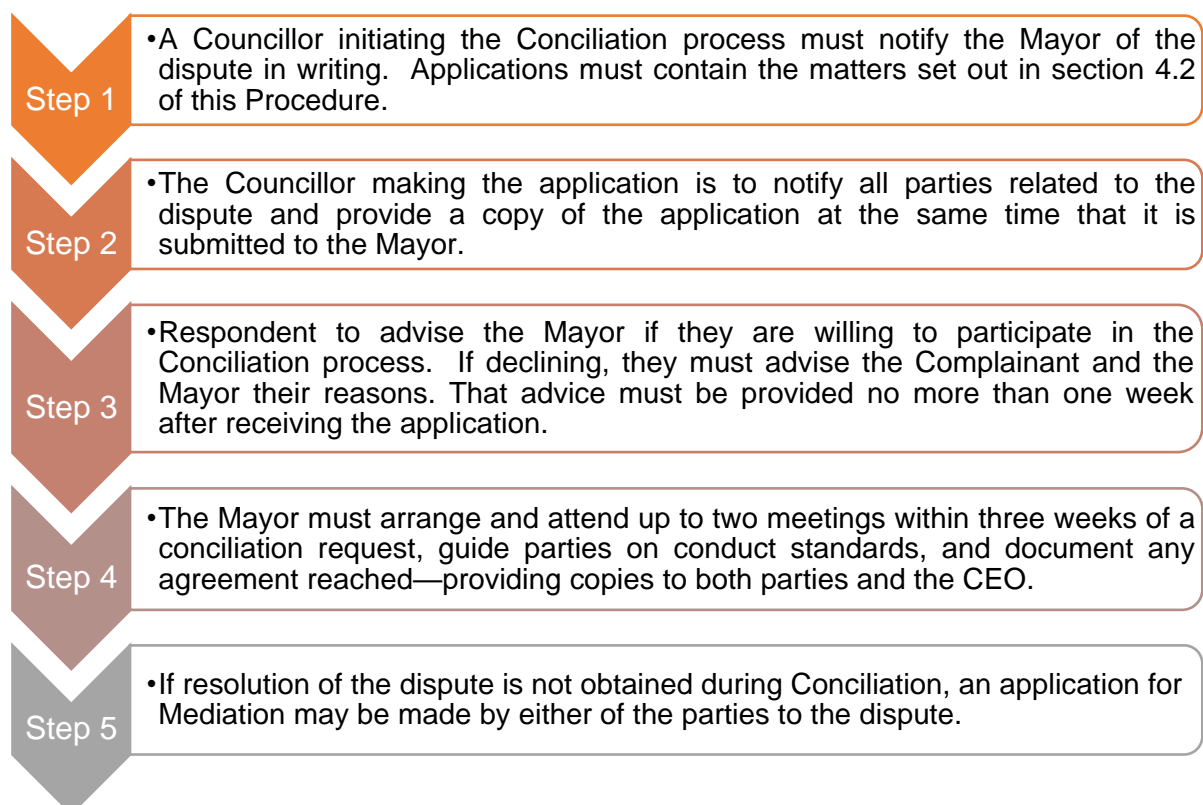 Step 1
•A Councillor initiating the Conciliation process must notify the Mayor of the
dispute in writing.  Applications must contain the matters set out in section 4.2
of this Procedure.
Step 2
•The Councillor making the application is to notify all parties related to the
dispute and provide a copy of the application at the same time that it is
submitted to the Mayor.
Step 3
•Respondent to advise the Mayor if they are willing to participate in the
Conciliation process.  If declining, they must advise the Complainant and the
Mayor their reasons. That advice must be provided no more than one week
after receiving the application.
Step 4
•The Mayor must arrange and attend up to two meetings within three weeks of a
conciliation request, guide parties on conduct standards, and document any
agreement reached—providing copies to both parties and the CEO.
Step 5
•If resolution of the dispute is not obtained during Conciliation, an application for
Mediation may be made by either of the parties to the dispute.